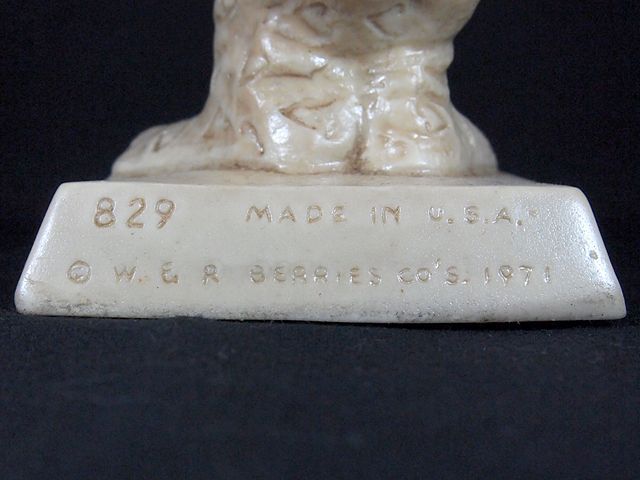 829 MADE IN U.S.A.
© W. & R BERRIES CO'S. 1971